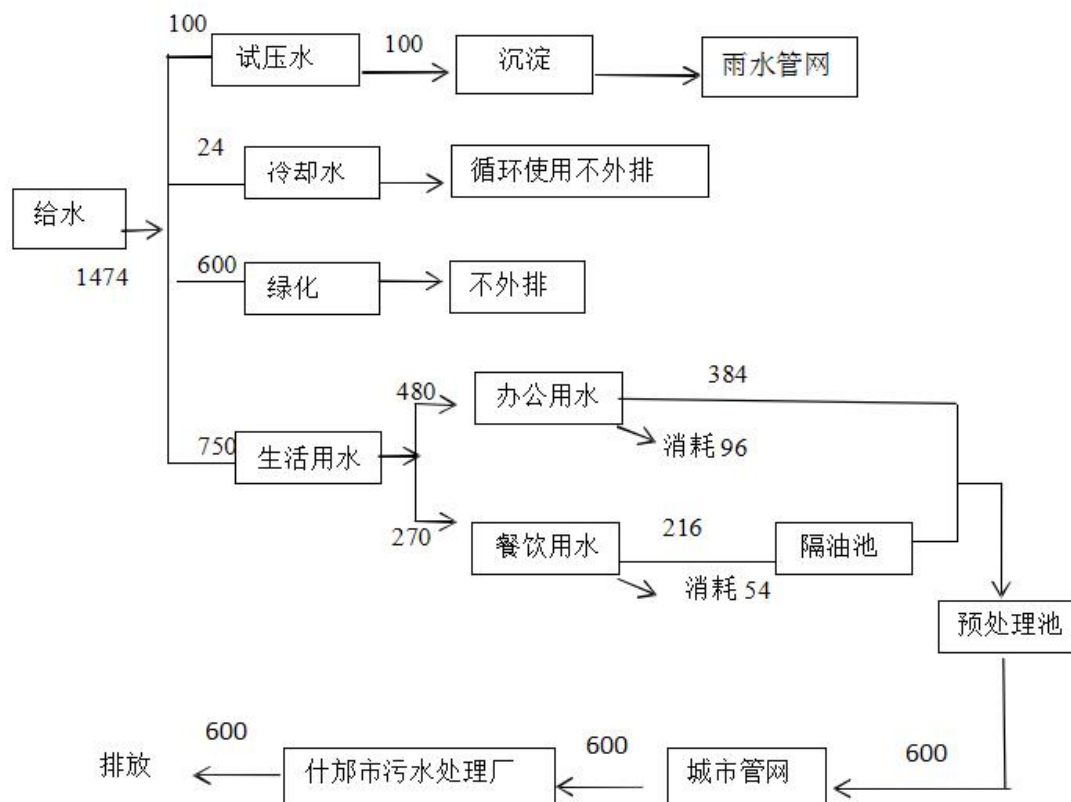 100
试压水
100
沉淀
雨水管网
24
冷却水
循环使用不外排
给水
1474
600
绿化
不外排
480
办公用水
384
消耗 96
750
生活用水
270
餐饮用水
216
隔油池
消耗 54
预处理池
排放
600
什邡市污水处理厂
600
城市管网
600